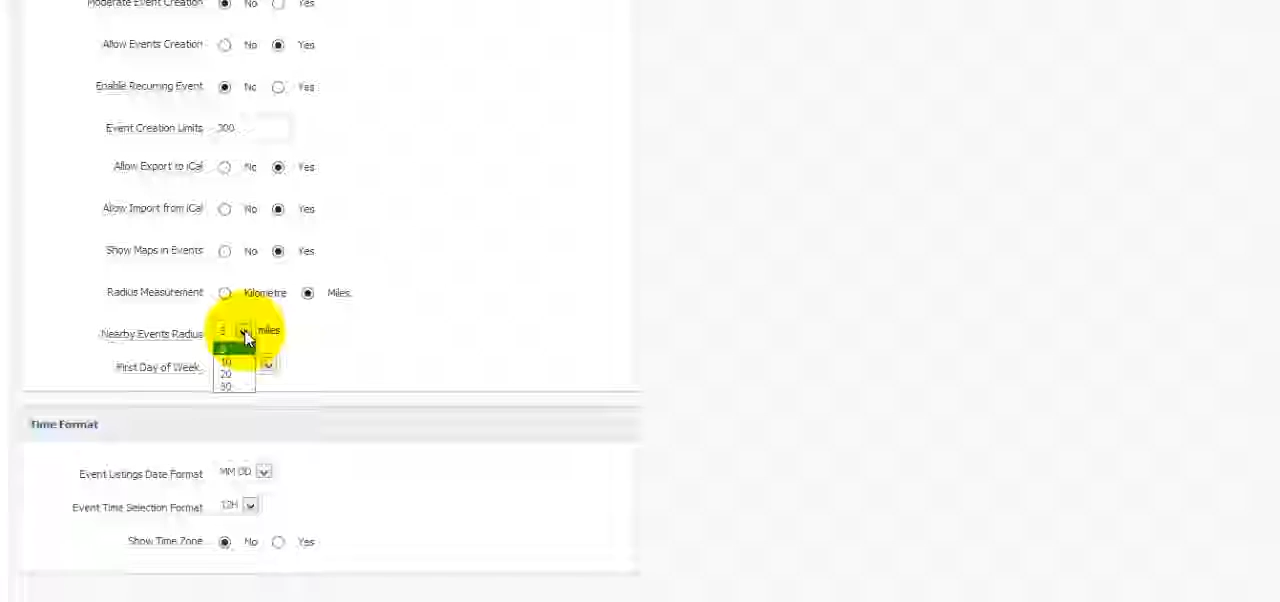 Moderate Event Creation No Yes
Allow Events Creation No Yes
Enable Recurring Event No Yes
Event Creation Limits 300
Allow Export to iCal No Yes
Allow Import from iCal No Yes
Show Maps in Events No Yes
Radius Measurement Kilometre Miles
Nearby Events Radius miles
10
First Day of Week
20
Time Format
Event Listings Date Format MM DD
Event Time Selection Format 12H
Show Time Zone No Yes